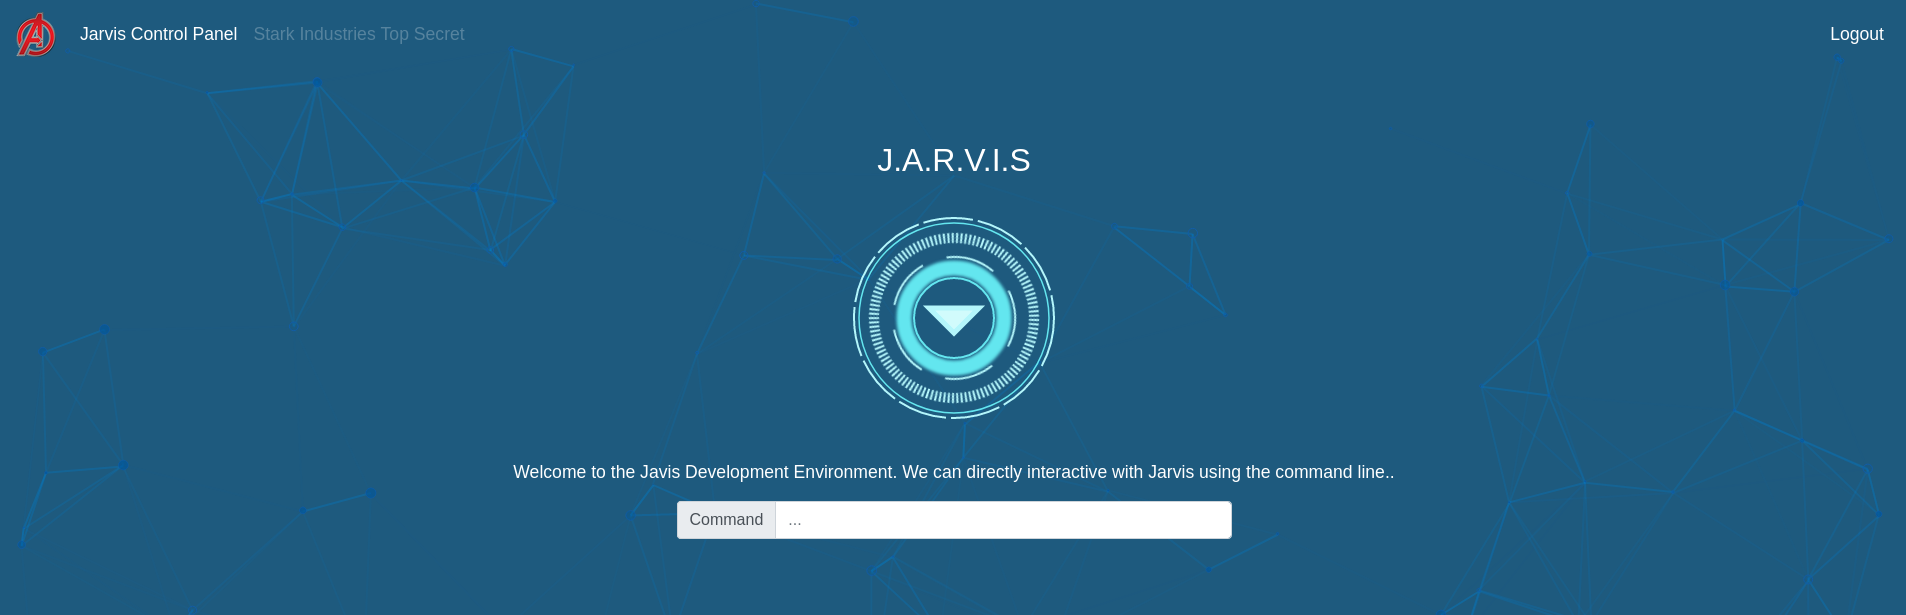 Jarvis Control Panel Stark Industries Top Secret Logout
J.A.R.V.I.S
Welcome to the Javis Development Environment. We can directly interactive with Jarvis using the command line..
Command ...